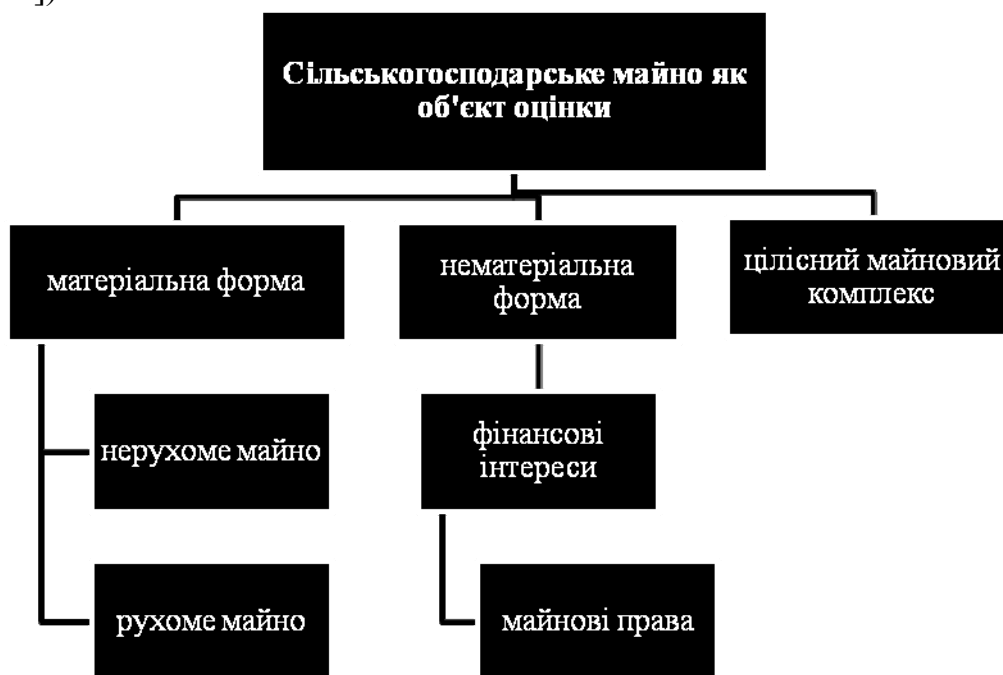 ],
Сільськогосподарське майно як
об'єкт оцінки
матеріальна форма
нематеріальна
форма
цілісний майновий
комплекс
нерухоме майно
фінансові
інтереси
рухоме майно
майнові права